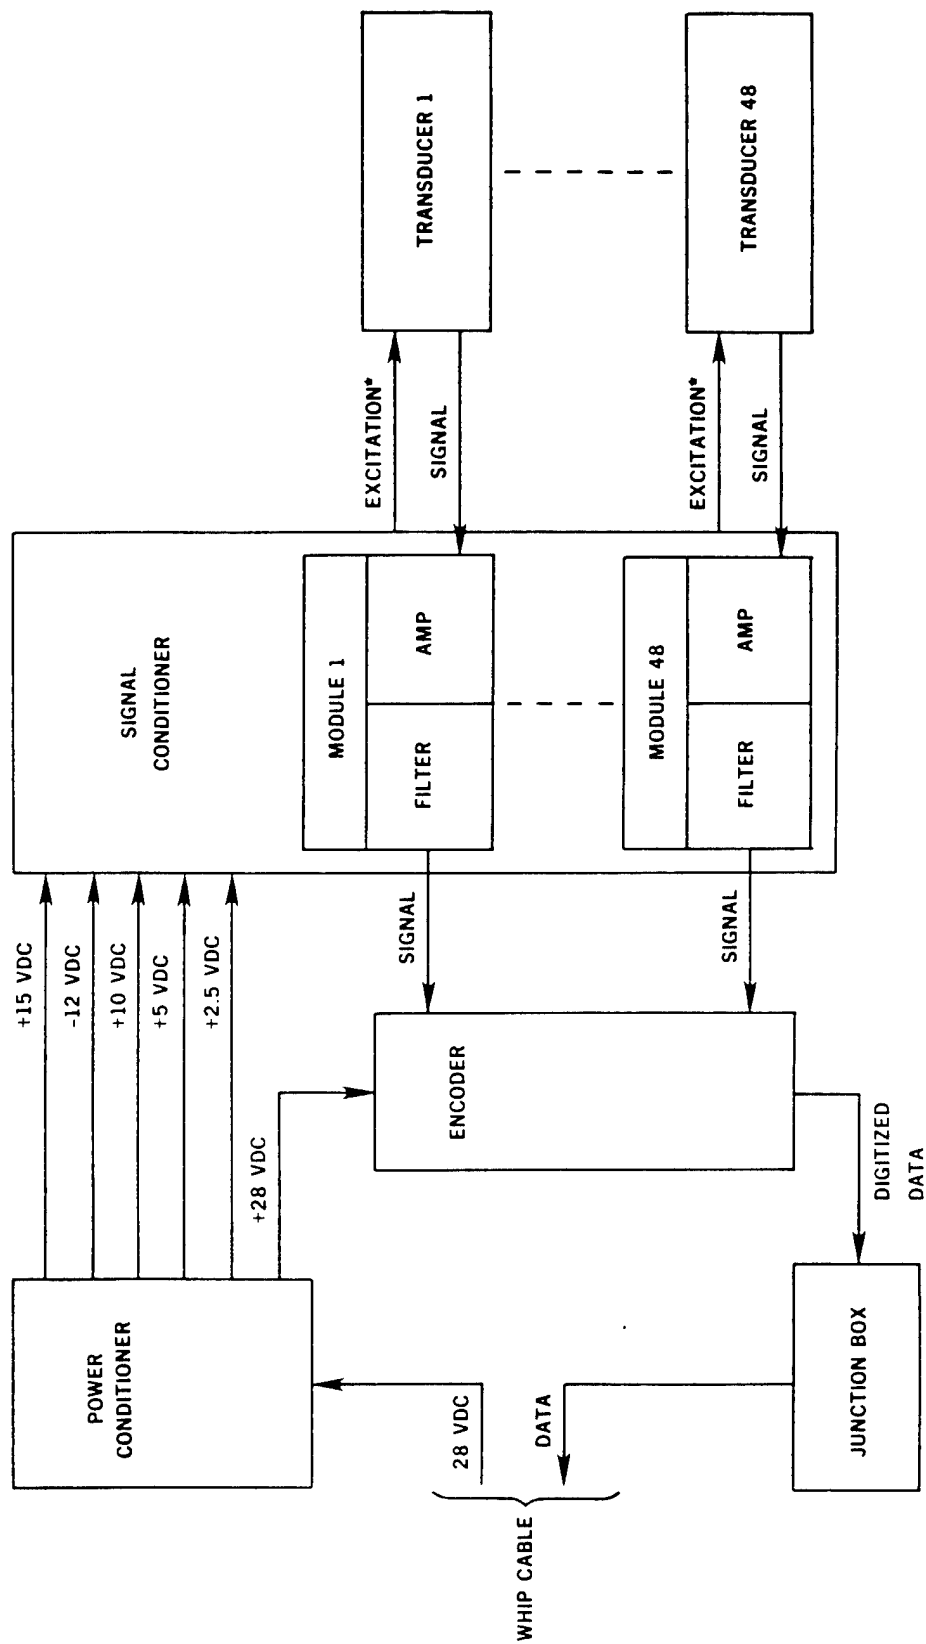 POWER
CONDITIONER
+15 VDC
-12 VDC
+10 VDC
+5 VDC
+2.5 VDC
+28 VDC
SIGNAL
CONDITIONER
MODULE 1
FILTER
AMP
MODULE 48
FILTER
AMP
EXCITATION*
SIGNAL
TRANSDUCER 1
EXCITATION*
SIGNAL
TRANSDUCER 48
SIGNAL
SIGNAL
ENCODER
28 VDC
DATA
WHIP CABLE
DIGITIZED
DATA
JUNCTION BOX